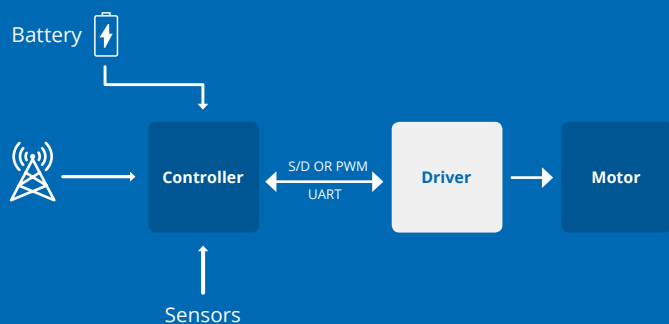 Battery
Controller
S/D OR PWM
UART
Driver
Motor
Sensors